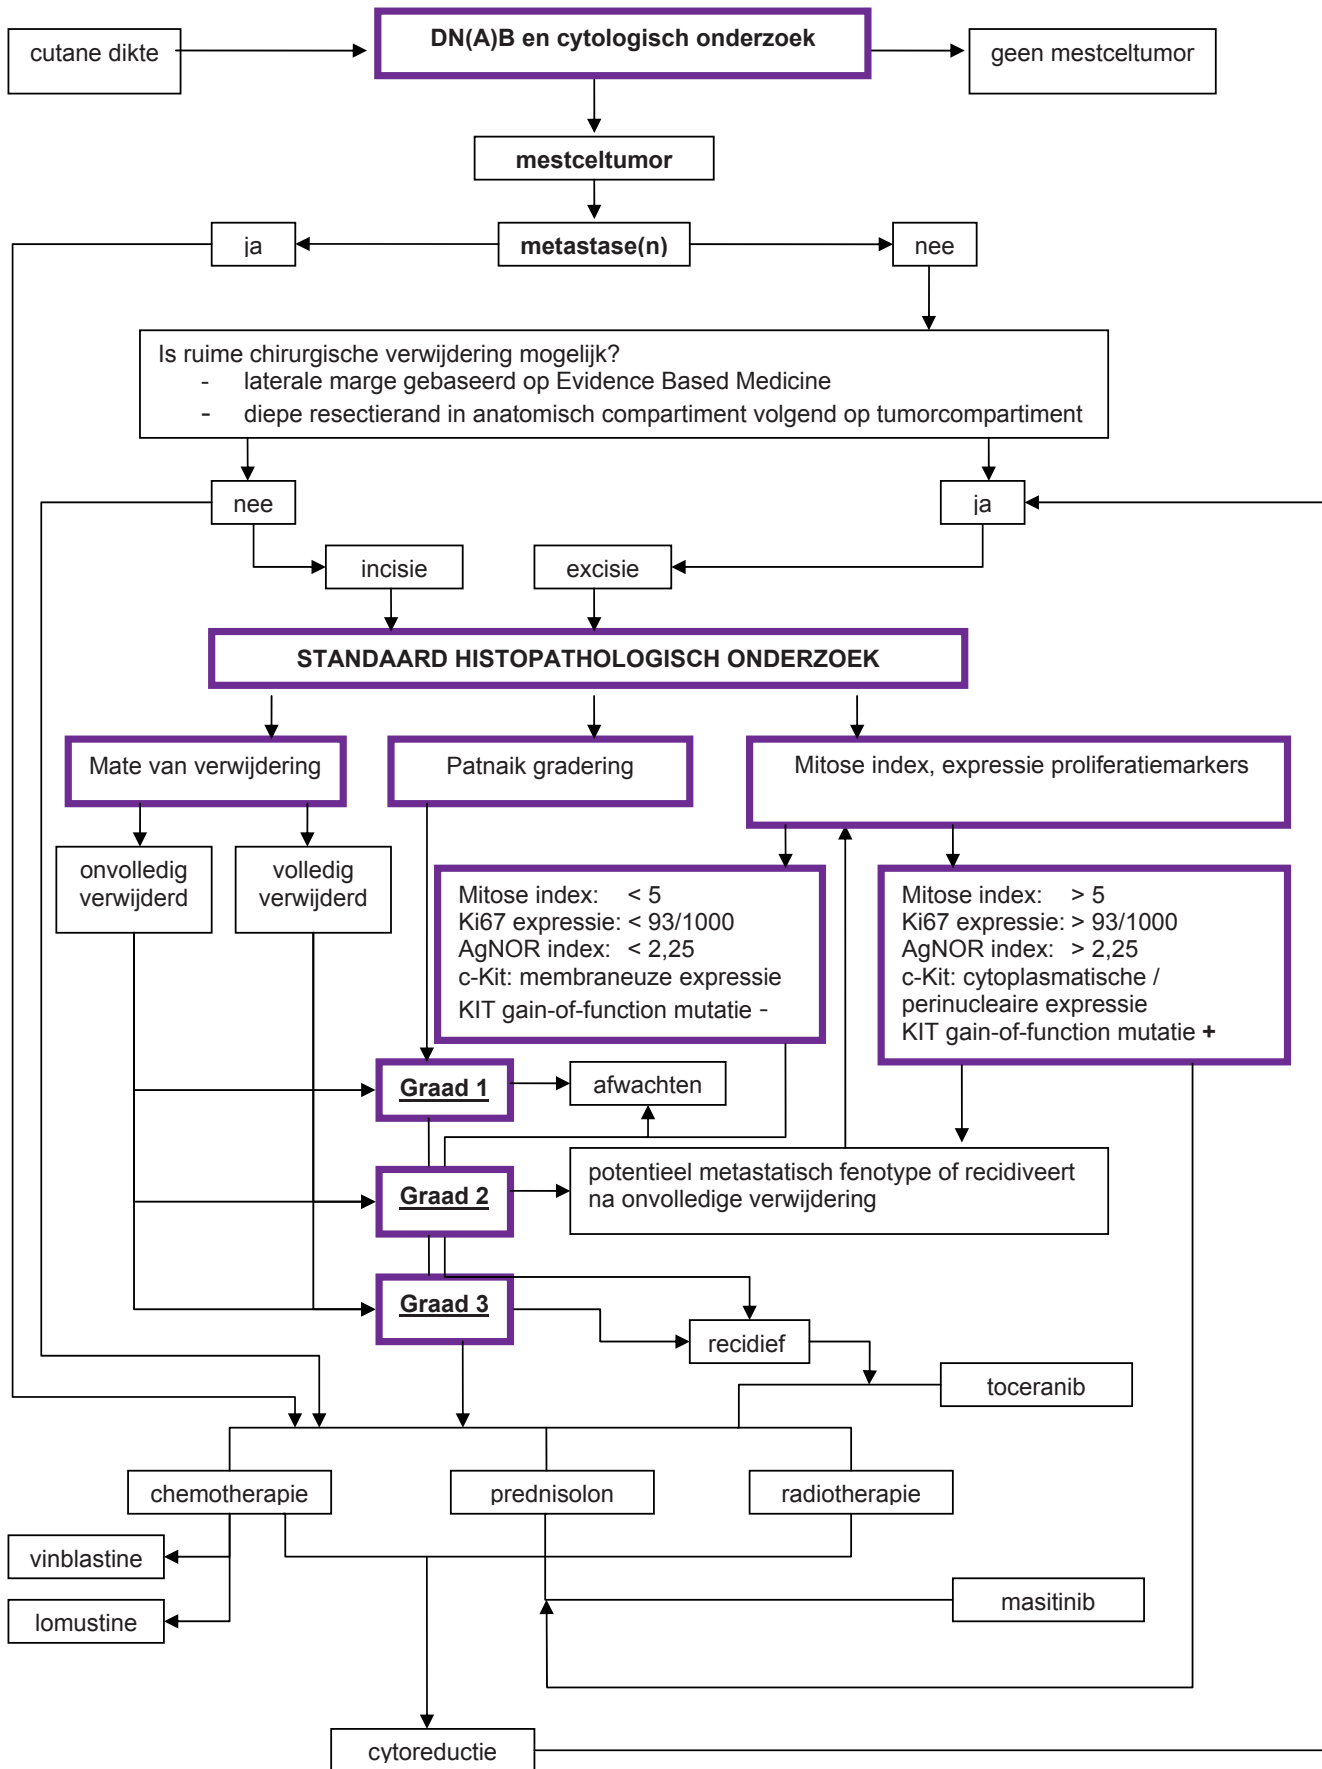 cutane dikte
DN(A)B en cytologisch onderzoek
geen mestceltumor
mestceltumor
ja
metastase(n)
nee
Is ruime chirurgische verwijdering mogelijk?
- laterale marge gebaseerd op Evidence Based Medicine
- diepe resectierand in anatomisch compartiment volgend op tumorcompartiment
nee
ja
incisie
excisie
STANDAARD HISTOPATHOLOGISCH ONDERZOEK
Mate van verwijdering
Patnaik gradering
Mitose index, expressie proliferatiemarkers
onvolledig
verwijderd
volledig
verwijderd
Mitose index: < 5
Ki67 expressie: < 93/1000
AgNOR index: < 2,25
c-Kit: membraneuze expressie
KIT gain-of-function mutatie -
Mitose index: > 5
Ki67 expressie: > 93/1000
AgNOR index: > 2,25
c-Kit: cytoplasmatische /
perinucleaire expressie
KIT gain-of-function mutatie +
Graad 1
afwachten
Graad 2
potentieel metastatisch fenotype of recidiveert
na onvolledige verwijdering
Graad 3
recidief
toceranib
chemotherapie
prednisolon
radiotherapie
vinblastine
lomustine
masitinib
cytoreductie